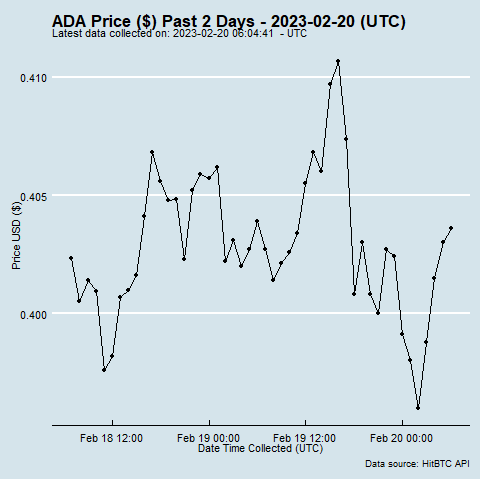 ADA Price ($) Past 2 Days - 2023-02-20 (UTC)
Latest data collected on: 2023-02-20 06:04:41 - UTC
0.410
0.405
0.400
Price USD ($)
Feb 18 12:00 Feb 19 00:00 Feb 19 12:00 Feb 20 00:00
Date Time Collected (UTC)
Data source: HitBTC API